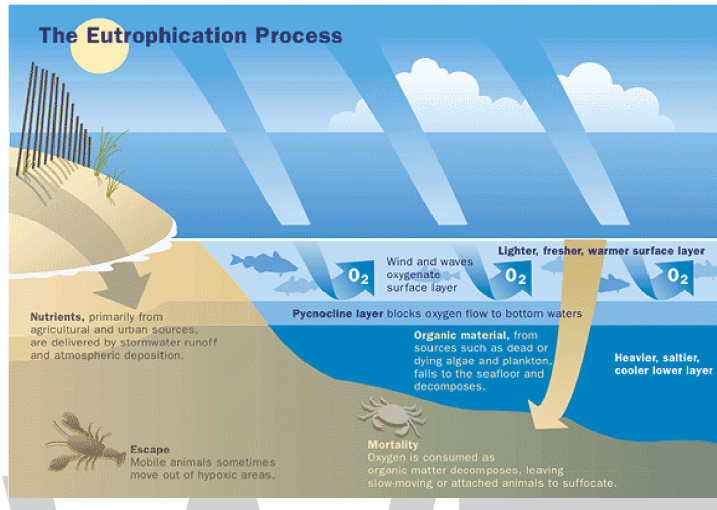 The Eutrophication Process
Lighter, fresher, warmer surface layer
Wind and waves
oxygenate
surface layer
O2
O2
O2
Pycnocline layer blocks oxygen flow to bottom waters
Nutrients, primarily from
agricultural and urban sources,
are delivered by stormwater runoff
and atmospheric deposition.
Organic material, from
sources such as dead or
dying algae and plankton,
falls to the seafloor and
decomposes.
Heavier, saltier,
cooler lower layer
Escape
Mobile animals sometimes
move out of hypoxic areas.
Mortality
Oxygen is consumed as
organic matter decomposes, leaving
slow-moving or attached animals to suffocate.